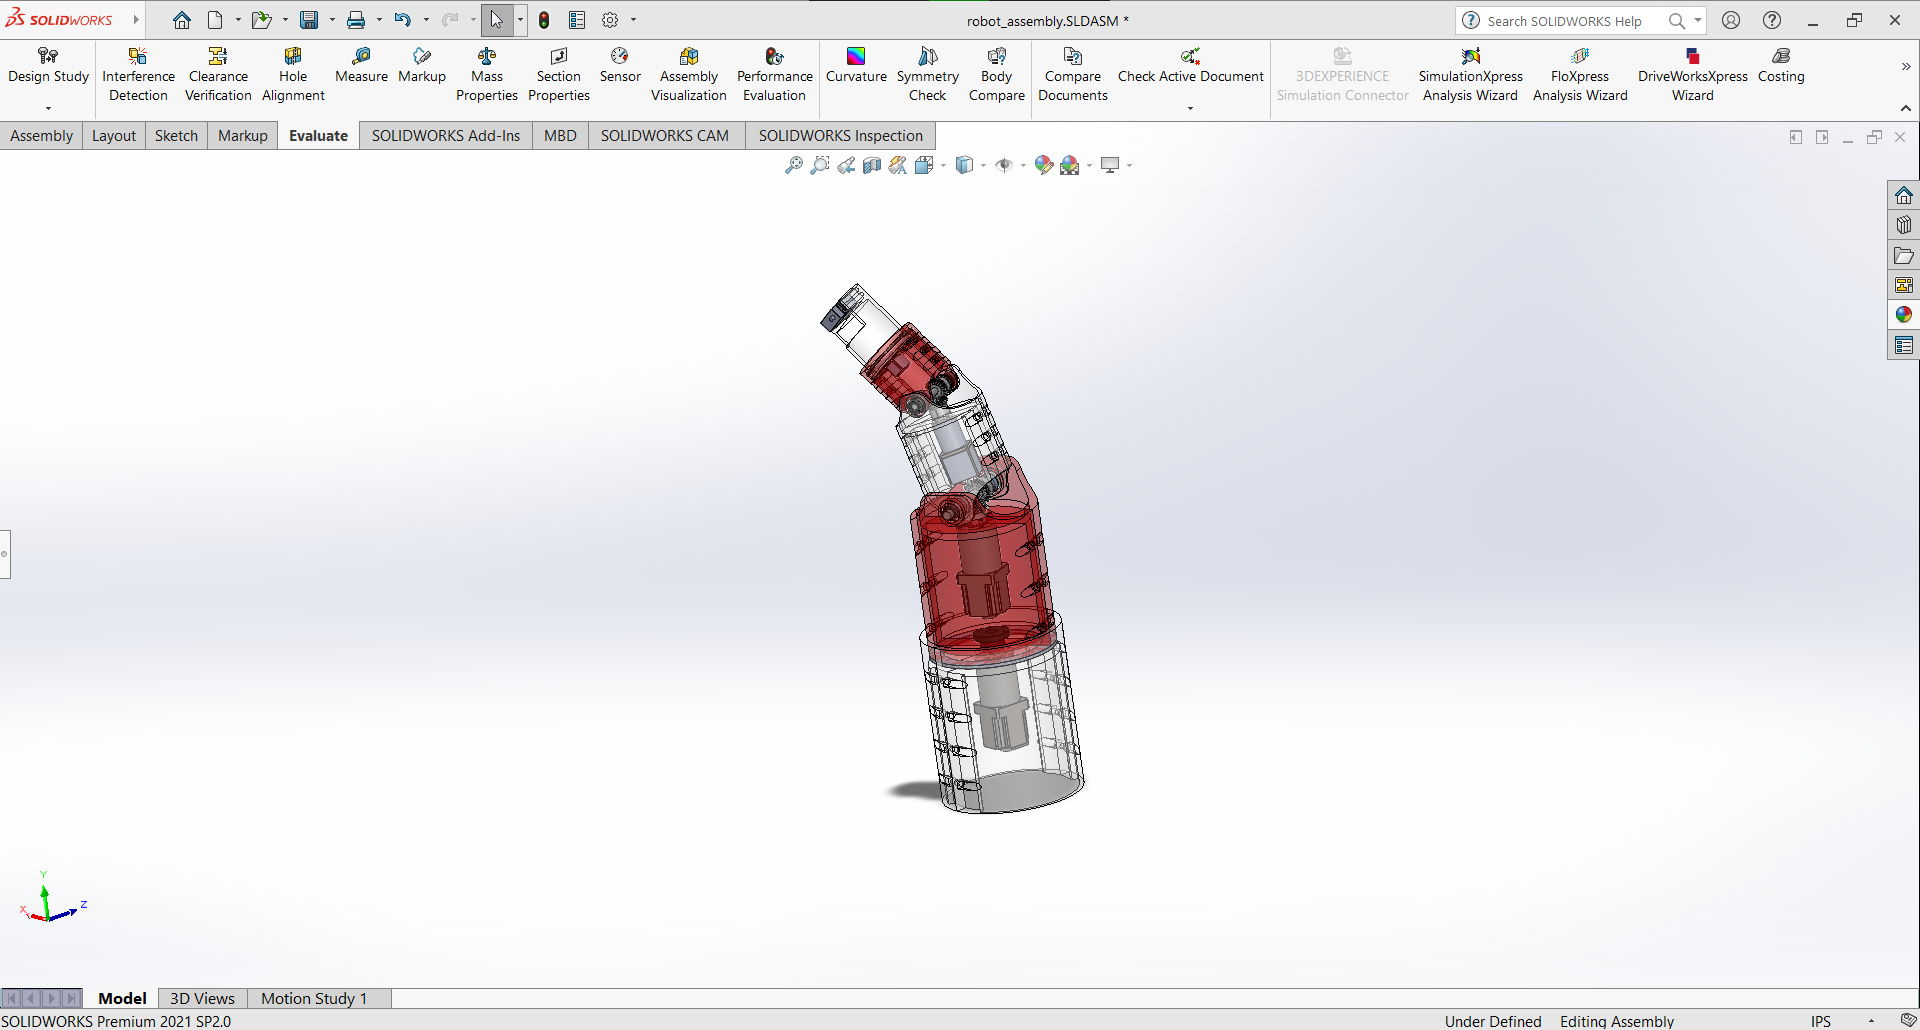 SOLIDWORKS
robot_assembly.SLDASM *
Search SOLIDWORKS Help
Design Study
Interference Detection
Clearance Verification
Hole Alignment
Measure
Markup
Mass Properties
Section Properties
Sensor
Assembly Visualization
Performance Evaluation
Curvature
Symmetry Check
Body Compare
Compare Documents
Check Active Document
3DEXPERIENCE Simulation Connector
SimulationXpress Analysis Wizard
FloXpress Analysis Wizard
DriveWorksXpress Wizard
Costing
Assembly
Layout
Sketch
Markup
Evaluate
SOLIDWORKS Add-Ins
MBD
SOLIDWORKS CAM
SOLIDWORKS Inspection
Y
X
Z
Model
3D Views
Motion Study 1
SOLIDWORKS Premium 2021 SP2.0
Under Defined
Editing Assembly
IPS